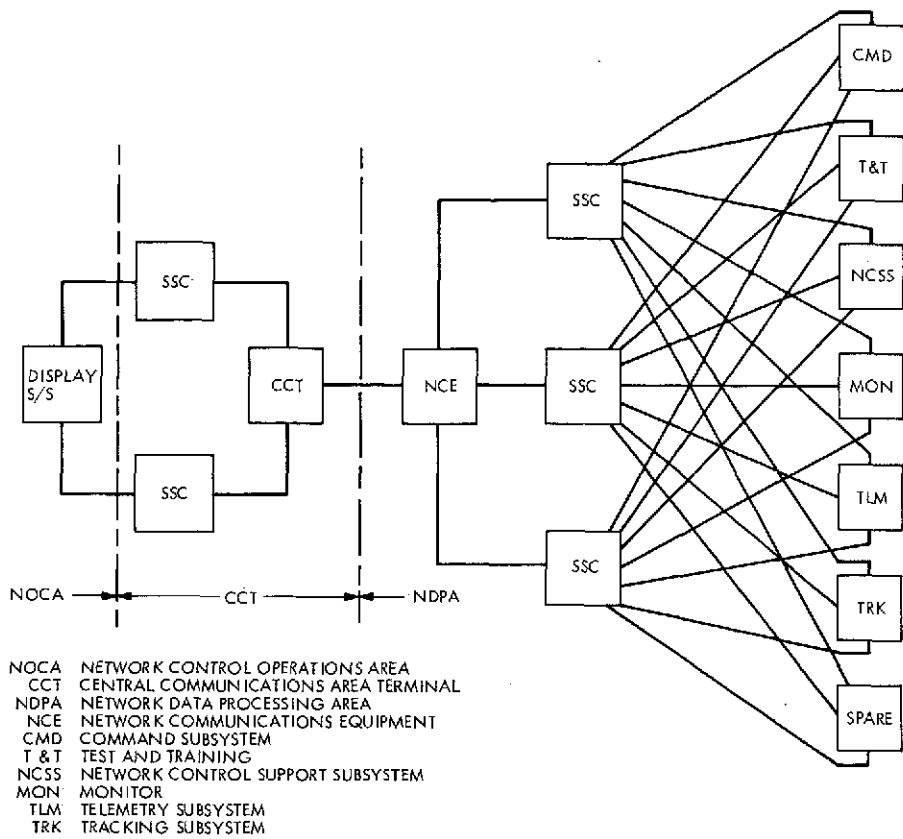 CMD
T&T
SSC
NCSS
SSC
DISPLAY
S/S
CCT
NCE
SSC
MON
SSC
TLM
SSC
NOCA
CCT
NDPA
TRK
SPARE
NOCA NETWORK CONTROL OPERATIONS AREA
CCT CENTRAL COMMUNICATIONS AREA TERMINAL
NDPA NETWORK DATA PROCESSING AREA
NCE NETWORK COMMUNICATIONS EQUIPMENT
CMD COMMAND SUBSYSTEM
T & T TEST AND TRAINING
NCSS NETWORK CONTROL SUPPORT SUBSYSTEM
MON MONITOR
TLM TELEMETRY SUBSYSTEM
TRK TRACKING SUBSYSTEM